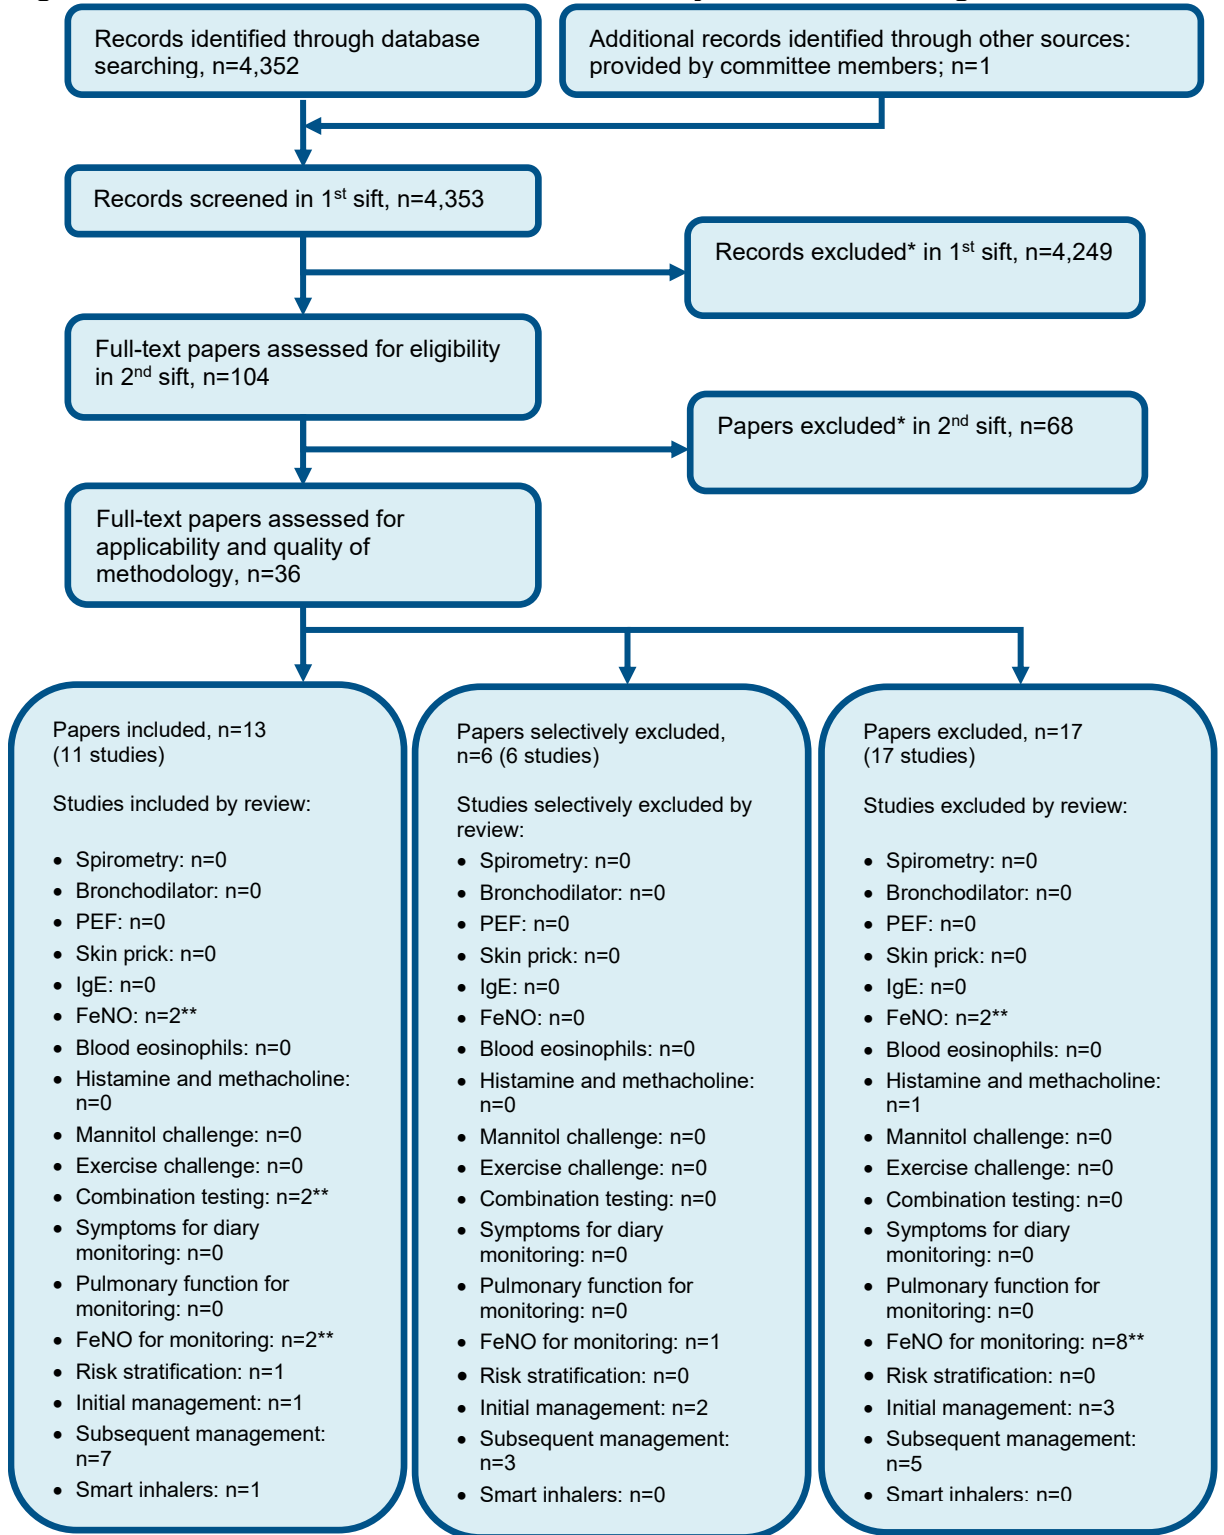 Records identified through database
searching, n=4,352
Additional records identified through other sources:
provided by committee members; n=1
Records screened in 1st sift, n=4,353
Records excluded* in 1st sift, n=4,249
Full-text papers assessed for eligibility
in 2nd sift, n=104
Papers excluded* in 2nd sift, n=68
Full-text papers assessed for
applicability and quality of
methodology, n=36
Papers included, n=13
(11 studies)
Studies included by review:
• Spirometry: n=0
• Bronchodilator: n=0
• PEF: n=0
• Skin prick: n=0
• IgE: n=0
• FeNO: n=2**
• Blood eosinophils: n=0
• Histamine and methacholine:
n=0
• Mannitol challenge: n=0
• Exercise challenge: n=0
• Combination testing: n=2**
• Symptoms for diary
monitoring: n=0
• Pulmonary function for
monitoring: n=0
• FeNO for monitoring: n=2**
• Risk stratification: n=1
• Initial management: n=1
• Subsequent management:
n=7
• Smart inhalers: n=1
Papers selectively excluded,
n=6 (6 studies)
Studies selectively excluded by
review:
• Spirometry: n=0
• Bronchodilator: n=0
• PEF: n=0
• Skin prick: n=0
• IgE: n=0
• FeNO: n=0
• Blood eosinophils: n=0
• Histamine and methacholine:
n=0
• Mannitol challenge: n=0
• Exercise challenge: n=0
• Combination testing: n=0
• Symptoms for diary
monitoring: n=0
• Pulmonary function for
monitoring: n=0
• FeNO for monitoring: n=1
• Risk stratification: n=0
• Initial management: n=2
• Subsequent management:
n=3
• Smart inhalers: n=0
Papers excluded, n=17
(17 studies)
Studies excluded by review:
• Spirometry: n=0
• Bronchodilator: n=0
• PEF: n=0
• Skin prick: n=0
• IgE: n=0
• FeNO: n=2**
• Blood eosinophils: n=0
• Histamine and methacholine:
n=1
• Mannitol challenge: n=0
• Exercise challenge: n=0
• Combination testing: n=0
• Symptoms for diary
monitoring: n=0
• Pulmonary function for
monitoring: n=0
• FeNO for monitoring: n=8**
• Risk stratification: n=0
• Initial management: n=3
• Subsequent management:
n=5
• Smart inhalers: n=0